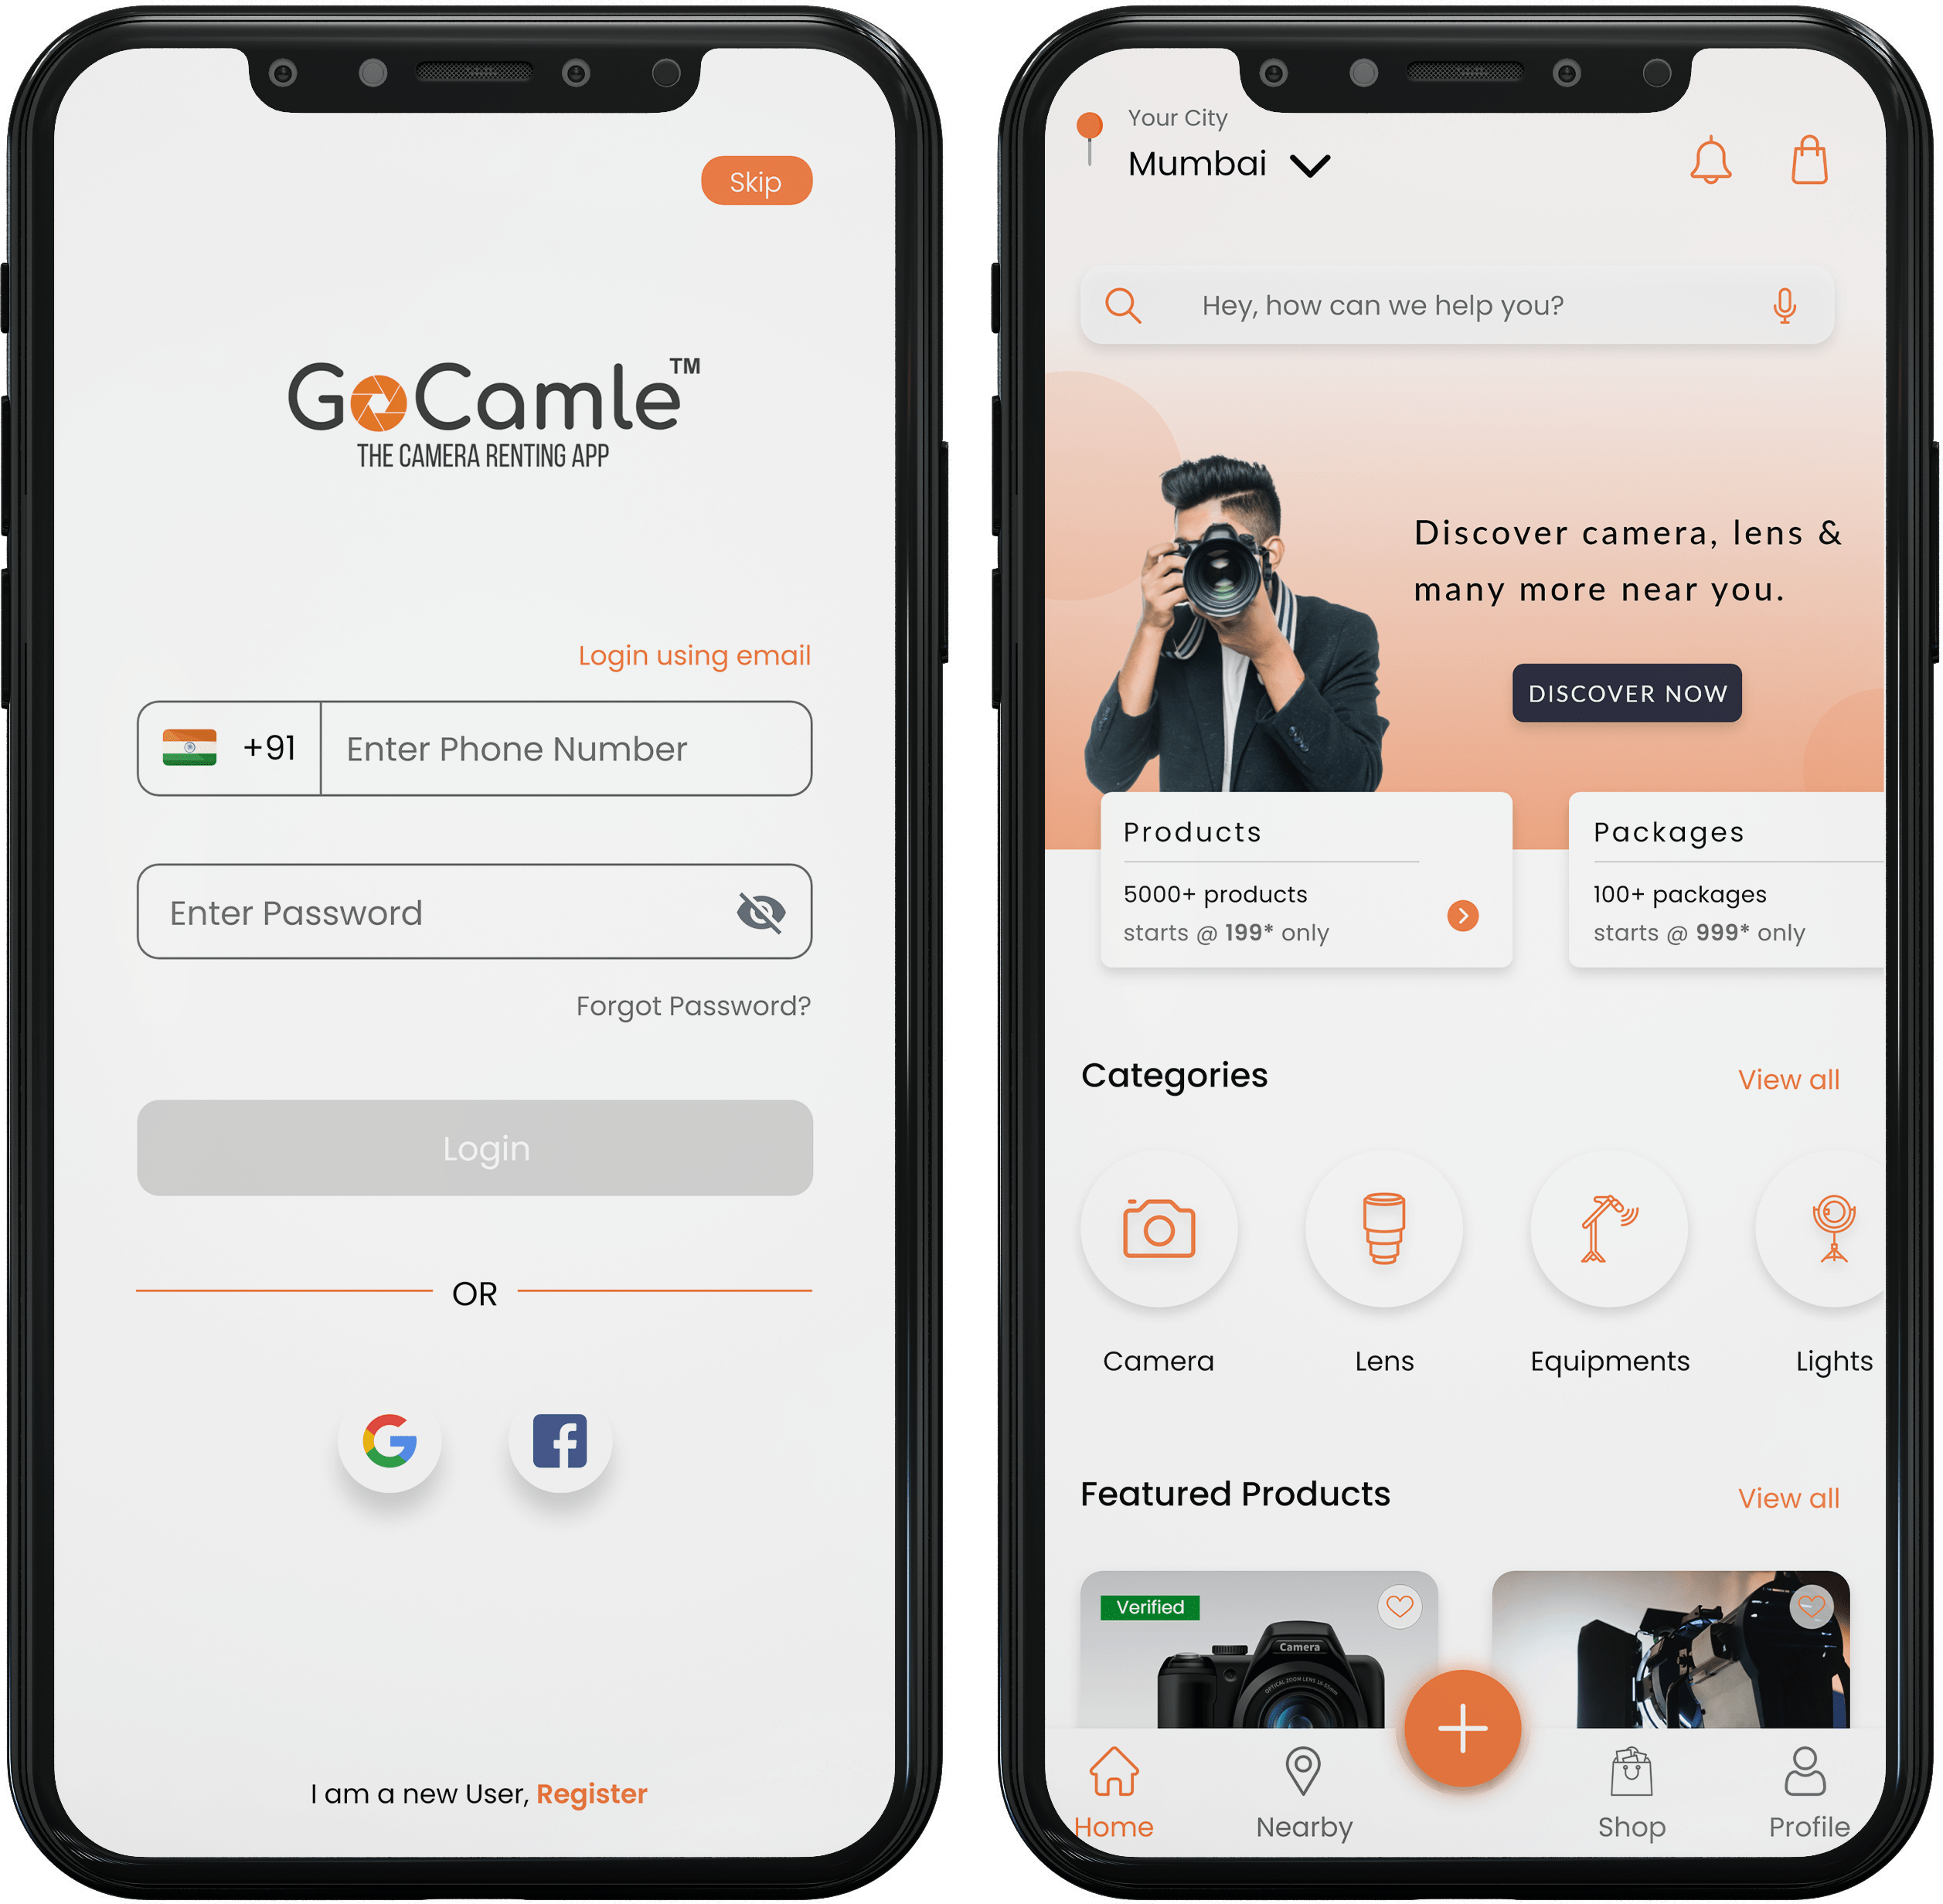 Skip
GoCamle™
THE CAMERA RENTING APP
Login using email
+91 Enter Phone Number
Enter Password
Forgot Password?
Login
OR
I am a new User, Register
Your City
Mumbai
Hey, how can we help you?
Discover camera, lens &
many more near you.
DISCOVER NOW
Products
5000+ products
starts @ 199* only
Packages
100+ packages
starts @ 999* only
Categories View all
Camera Lens Equipments Lights
Featured Products View all
Verified
Camera
OPTICAL ZOOM LENS
Home Nearby Shop Profile